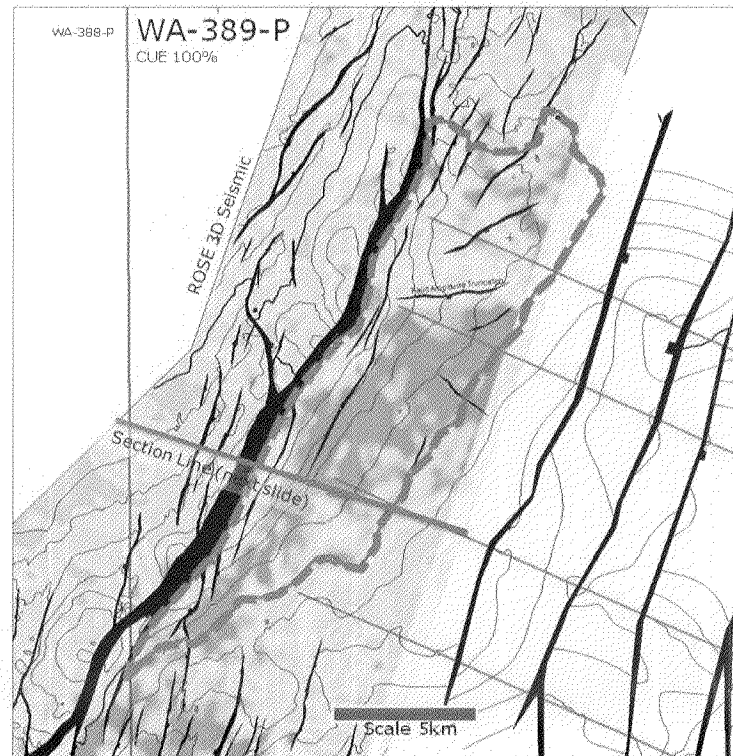 WA-388-P
WA-389-P
CUE 100%
ROSE 3D Seismic
Section Line (next slide)
Scale 5km